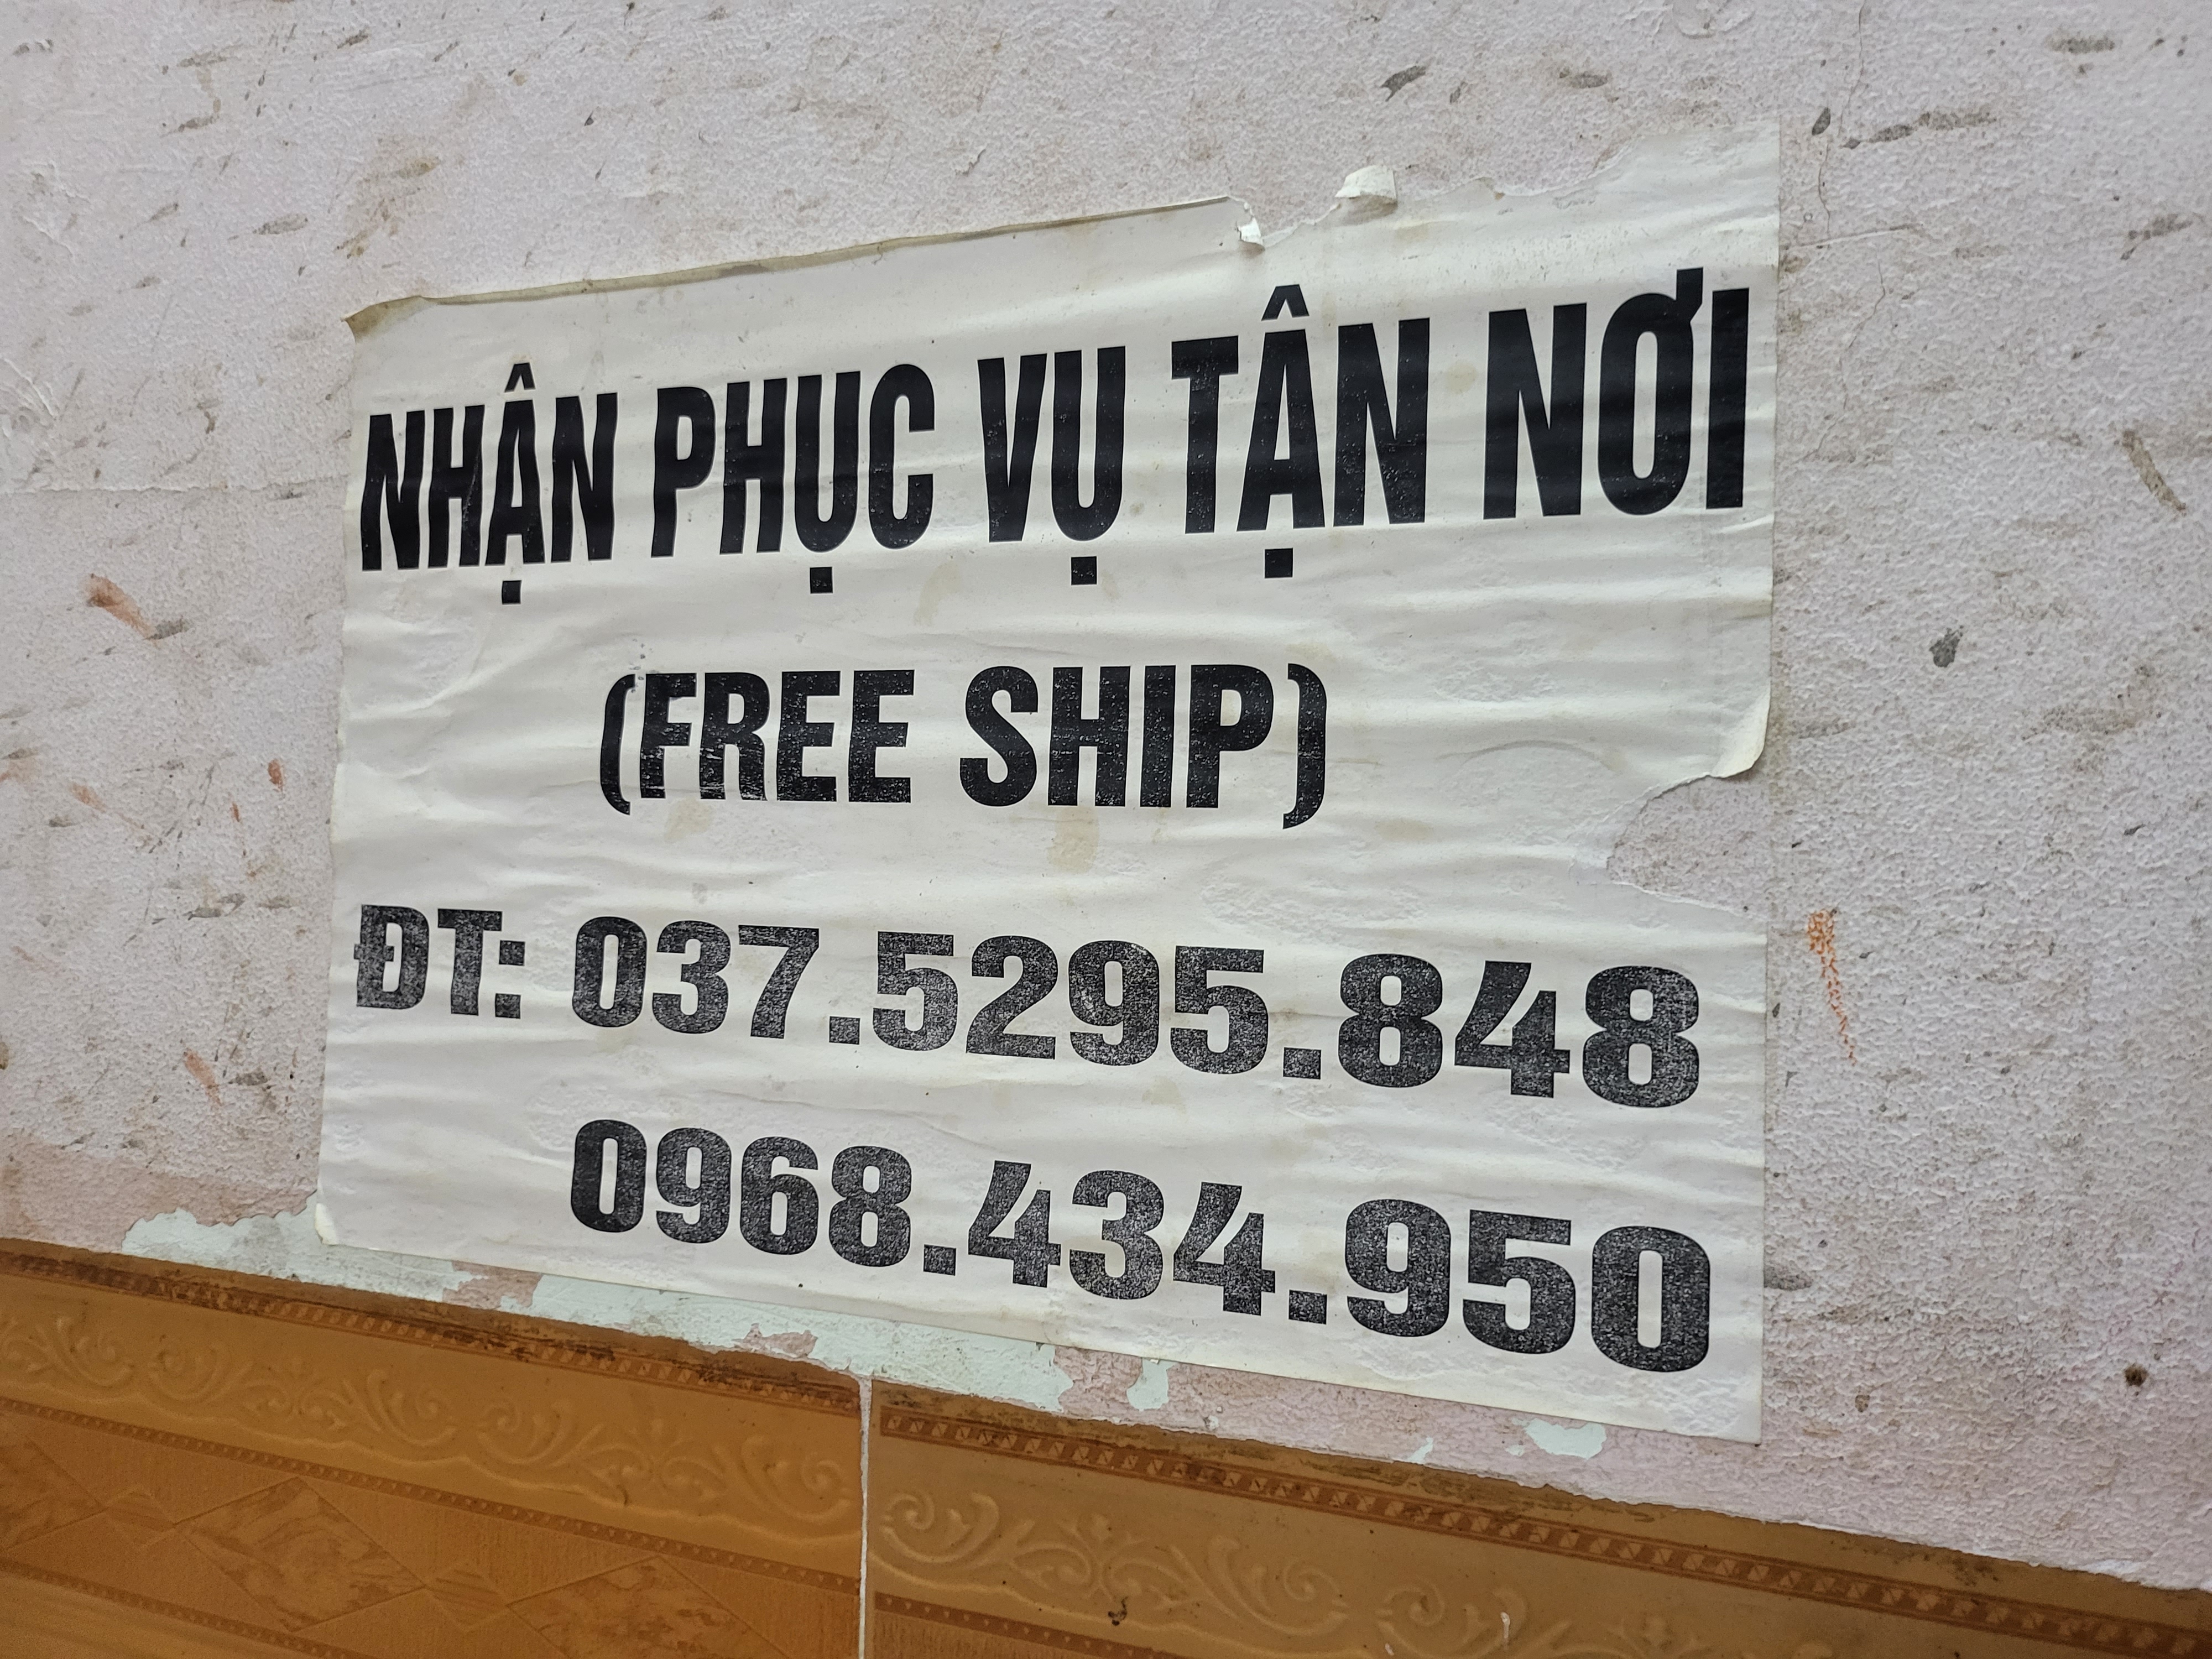 NHẬN PHỤC VỤ TẬN NƠI
(FREE SHIP)
ĐT: 037.5295.848
0968.434.950